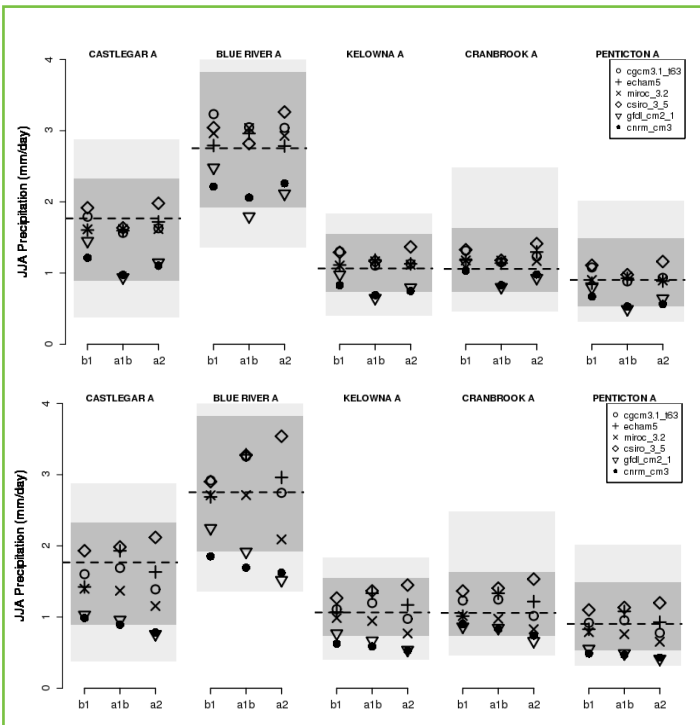 CASTLEGAR A BLUE RIVER A KELOWNA A CRANBROOK A PENTICTON A
JJA Precipitation (mm/day)
4
3
2
1
0
cgcm3.1_t63
echam5
miroc_3.2
csiro_3_5
gfdl_cm2_1
cnrm_cm3
b1 a1b a2 b1 a1b a2 b1 a1b a2 b1 a1b a2 b1 a1b a2
CASTLEGAR A BLUE RIVER A KELOWNA A CRANBROOK A PENTICTON A
JJA Precipitation (mm/day)
4
3
2
1
0
cgcm3.1_t63
echam5
miroc_3.2
csiro_3_5
gfdl_cm2_1
cnrm_cm3
b1 a1b a2 b1 a1b a2 b1 a1b a2 b1 a1b a2 b1 a1b a2